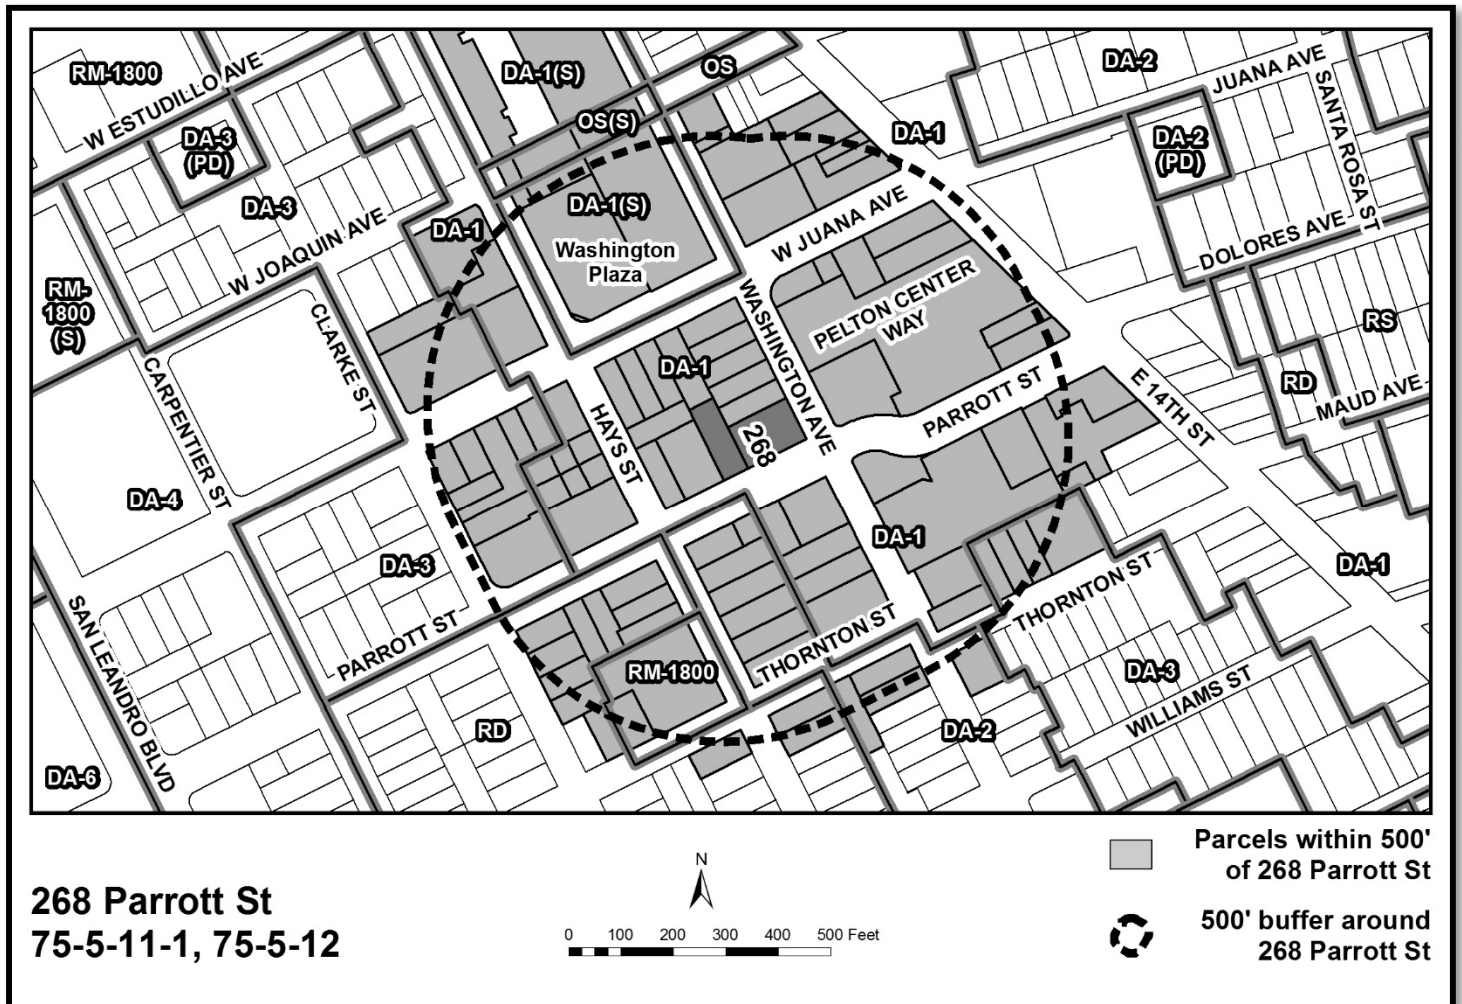 RM-1800
W ESTUDILLO AVE
DA-1(S)
OS
DA-2
JUANA AVE
SANTA ROSA ST
DA-3
(PD)
OS(S)
DA-1
DA-2
(PD)
DA-3
W JOAQUIN AVE
DA-1
DA-1(S)
Washington
Plaza
W JUANA AVE
DOLORES AVE
RM-
1800
(S)
CLARKE ST
WASHINGTON AVE
PELTON CENTER
WAY
RS
CARPENTIER ST
DA-1
RD
MAUD AVE
HAYS ST
268
PARROTT ST
E 14TH ST
DA-4
DA-3
DA-1
DA-1
SAN LEANDRO BLVD
PARROTT ST
THORNTON ST
THORNTON ST
RM-1800
DA-3
WILLIAMS ST
RD
DA-2
DA-6
268 Parrott St
75-5-11-1, 75-5-12
N
0 100 200 300 400 500 Feet
Parcels within 500'
of 268 Parrott St
500' buffer around
268 Parrott St